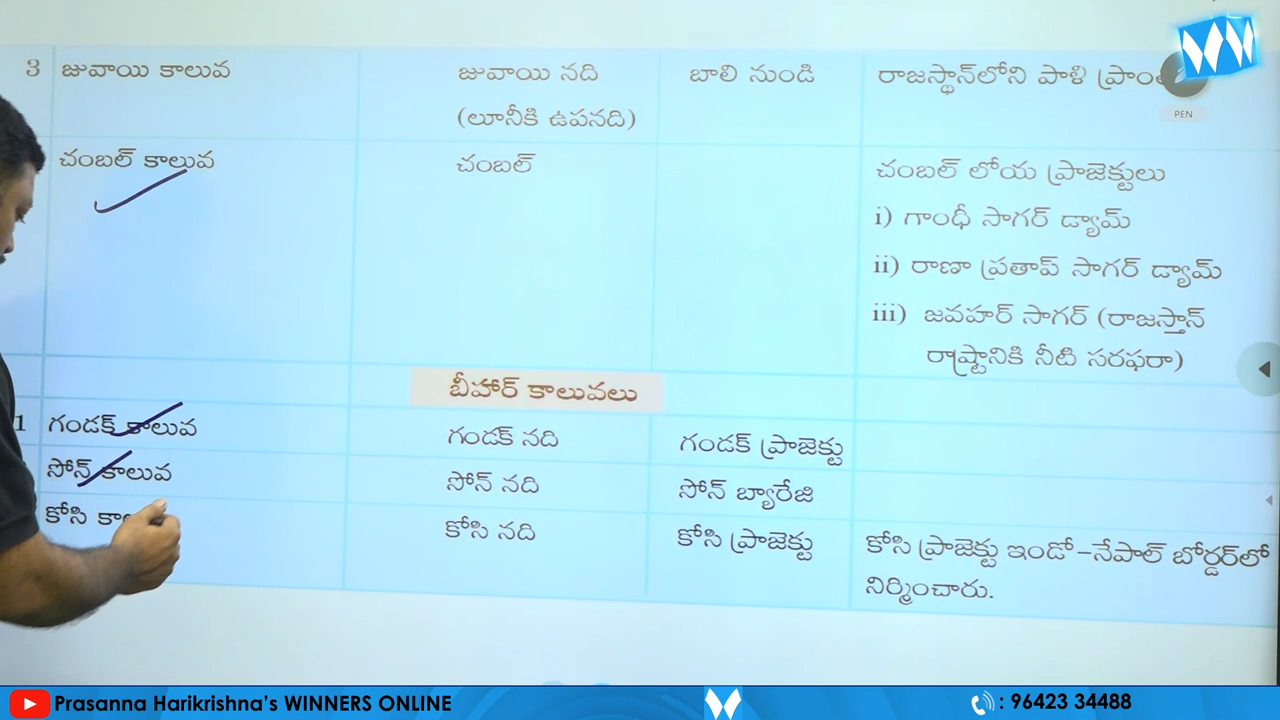 3 జువాయి కాలువ జువాయి నది బాలి నుండి రాజస్థాన్‌లోని పాళి
(లూనీకి ఉపనది)
PEN
చంబల్ కాలువ చంబల్ చంబల్ లోయ ప్రాజెక్టులు
i) గాంధీ సాగర్ డ్యామ్
ii) రాణా ప్రతాప్ సాగర్ డ్యామ్
iii) జవహర్ సాగర్ (రాజస్తాన్
రాష్ట్రానికి నీటి సరఫరా)
బీహార్ కాలువలు
1 గండక్ కాలువ గండక్ నది గండక్ ప్రాజెక్టు
సోన్ కాలువ సోన్ నది సోన్ బ్యారేజి
కోసి కోసి నది కోసి ప్రాజెక్టు కోసి ప్రాజెక్టు ఇండో-నేపాల్ బోర్డర్‌లో
నిర్మించారు.
Prasanna Harikrishna's WINNERS ONLINE : 96423 34488